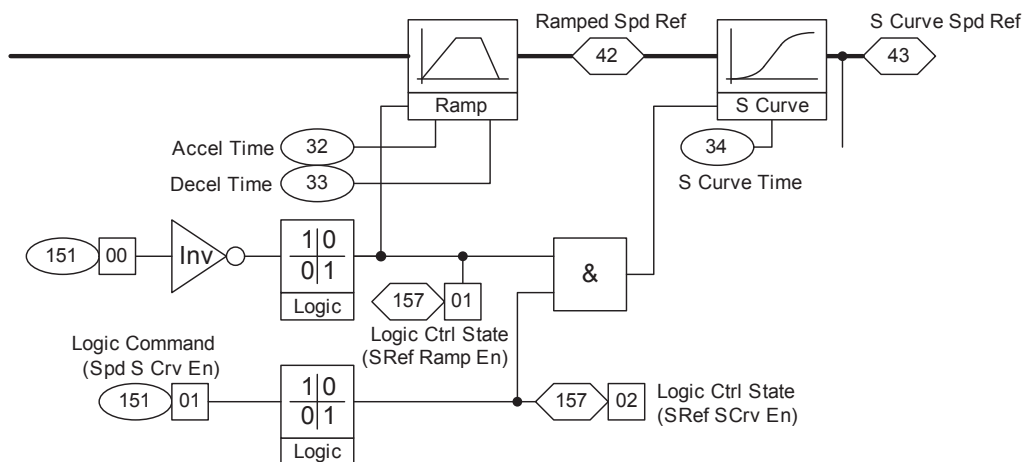 Ramped Spd Ref
S Curve Spd Ref
42
43
Ramp
S Curve
Accel Time 32
34
Decel Time 33
S Curve Time
151 00
Inv
1 0
0 1
Logic
&
157 01
Logic Ctrl State
(SRef Ramp En)
Logic Command
(Spd S Crv En)
151 01
1 0
0 1
Logic
157 02
Logic Ctrl State
(SRef SCrv En)